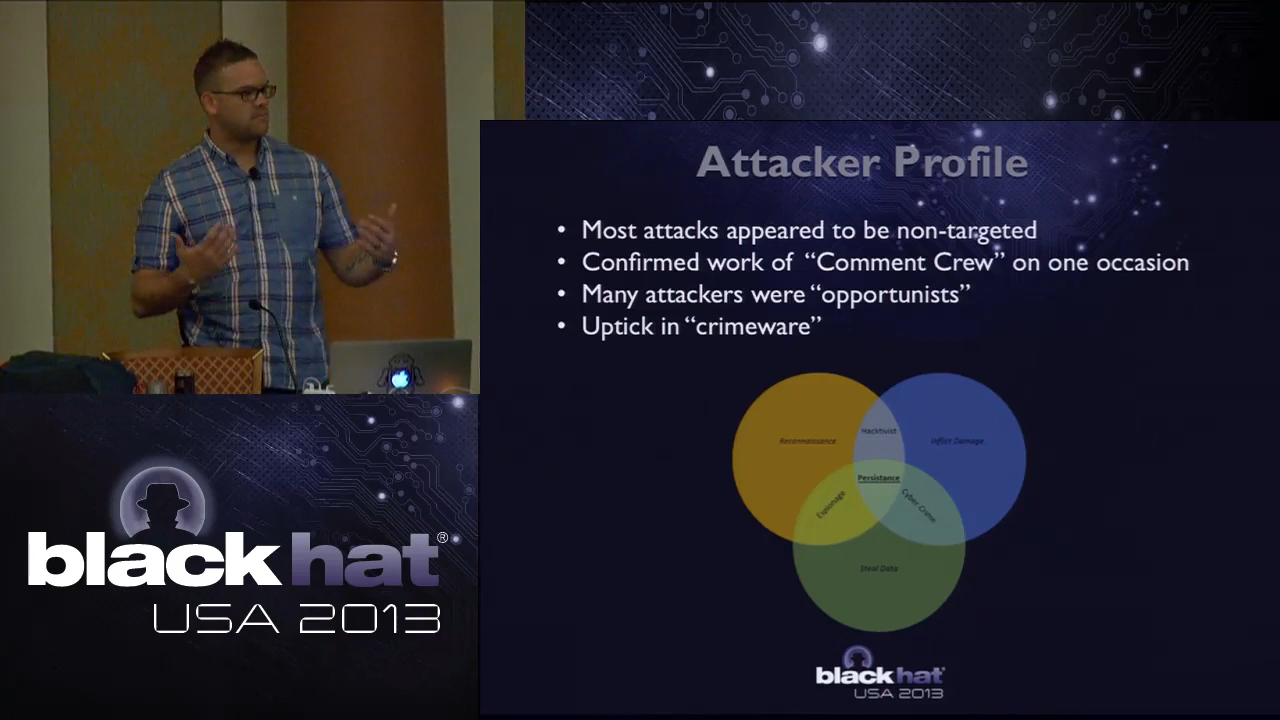 Attacker Profile
• Most attacks appeared to be non-targeted
• Confirmed work of “Comment Crew” on one occasion
• Many attackers were “opportunists”
• Uptick in “crimeware”
Reconnaissance
Hacktivist
Inflict Damage
Persistance
Espionage
Cyber Crime
Steal Data
black hat
USA 2013
black hat®
USA 2013